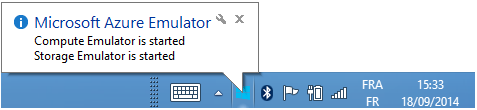 Microsoft Azure Emulator
Compute Emulator is started
Storage Emulator is started
FRA 15:33
FR 18/09/2014